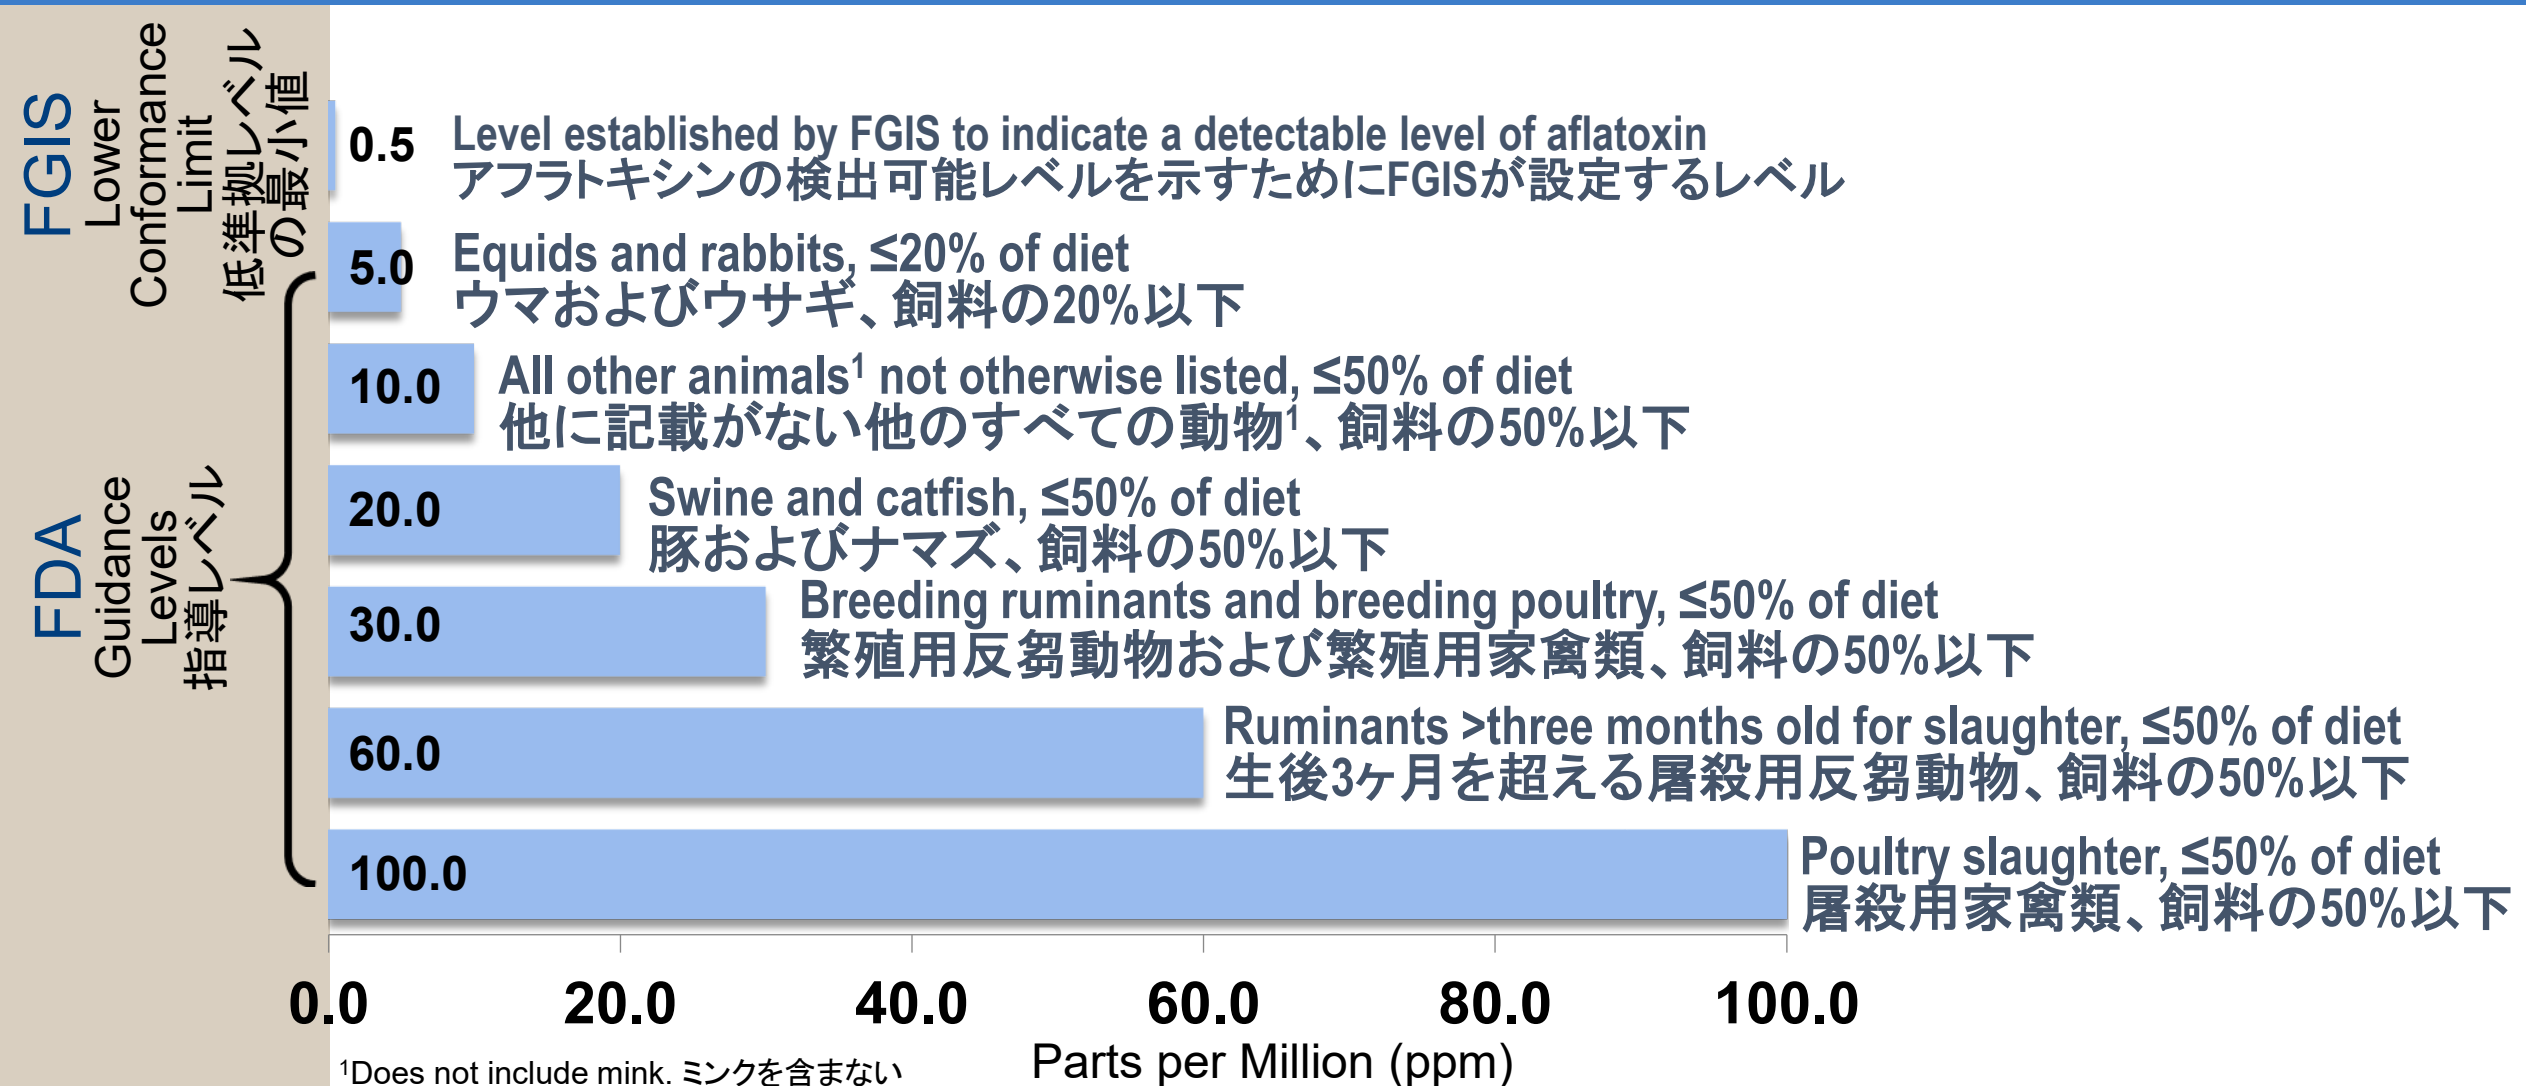 FGIS
Lower
Conformance
Limit
低準拠レベル
の最小値
FDA
Guidance
Levels
指導レベル
0.5
Level established by FGIS to indicate a detectable level of aflatoxin
アフラトキシンの検出可能レベルを示すためにFGISが設定するレベル
5.0
Equids and rabbits, ≤20% of diet
ウマおよびウサギ、飼料の20%以下
10.0
All other animals¹ not otherwise listed, ≤50% of diet
他に記載がない他のすべての動物¹、飼料の50%以下
20.0
Swine and catfish, ≤50% of diet
豚およびナマズ、飼料の50%以下
30.0
Breeding ruminants and breeding poultry, ≤50% of diet
繁殖用反芻動物および繁殖用家禽類、飼料の50%以下
60.0
Ruminants >three months old for slaughter, ≤50% of diet
生後3ヶ月を超える屠殺用反芻動物、飼料の50%以下
100.0
Poultry slaughter, ≤50% of diet
屠殺用家禽類、飼料の50%以下
0.0 20.0 40.0 60.0 80.0 100.0
Parts per Million (ppm)
¹Does not include mink. ミンクを含まない